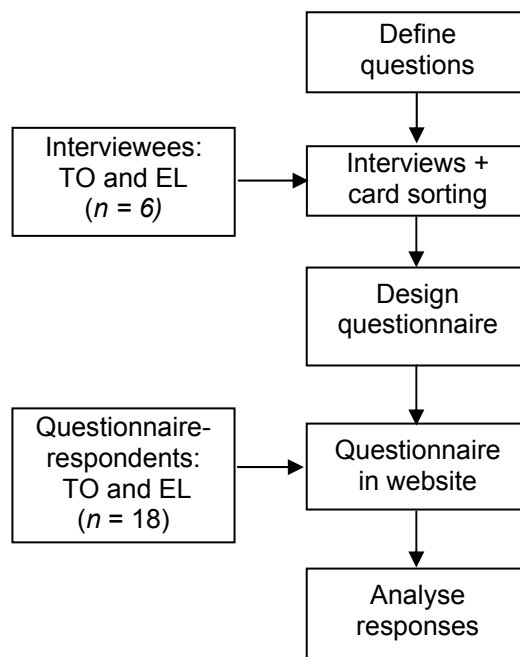 Define
questions
Interviewees:
TO and EL
(n = 6)
Interviews +
card sorting
Design
questionnaire
Questionnaire-
respondents:
TO and EL
(n = 18)
Questionnaire
in website
Analyse
responses